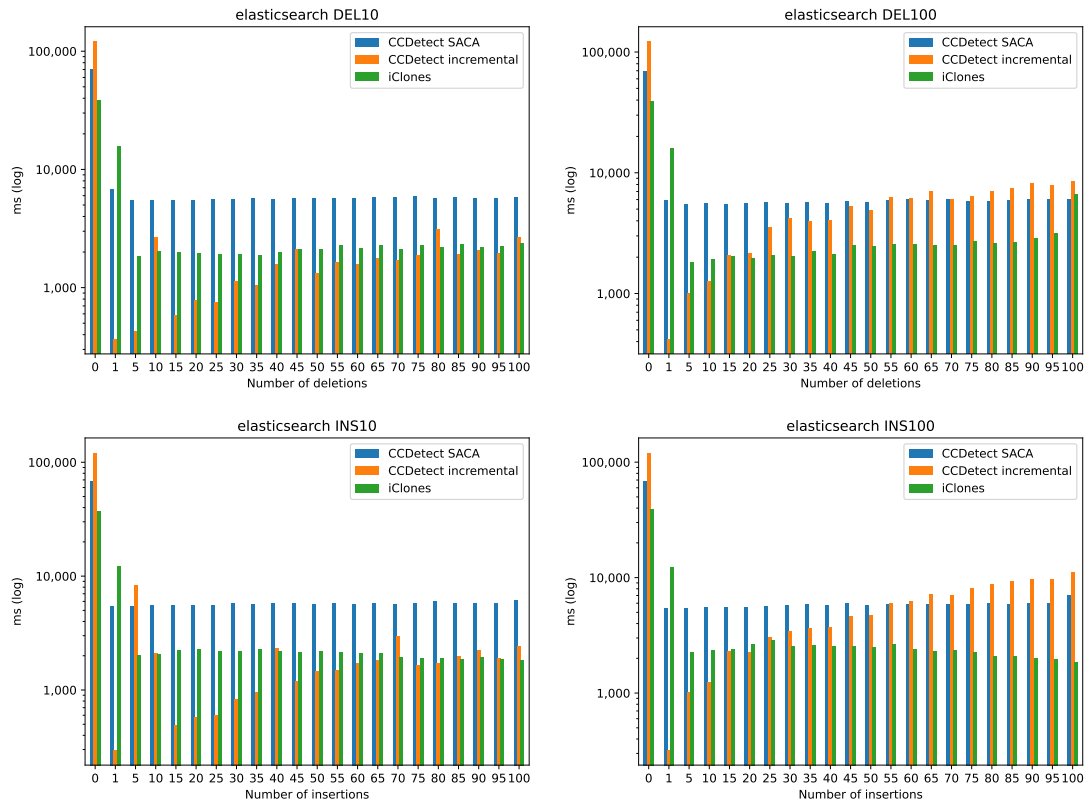 elasticsearch DEL10
100,000
10,000
1,000
ms (log)
CCDetect SACA
CCDetect incremental
iClones
0 1 5 10 15 20 25 30 35 40 45 50 55 60 65 70 75 80 85 90 95 100
Number of deletions
elasticsearch DEL100
100,000
10,000
1,000
ms (log)
CCDetect SACA
CCDetect incremental
iClones
0 1 5 10 15 20 25 30 35 40 45 50 55 60 65 70 75 80 85 90 95 100
Number of deletions
elasticsearch INS10
100,000
10,000
1,000
ms (log)
CCDetect SACA
CCDetect incremental
iClones
0 1 5 10 15 20 25 30 35 40 45 50 55 60 65 70 75 80 85 90 95 100
Number of insertions
elasticsearch INS100
100,000
10,000
1,000
ms (log)
CCDetect SACA
CCDetect incremental
iClones
0 1 5 10 15 20 25 30 35 40 45 50 55 60 65 70 75 80 85 90 95 100
Number of insertions